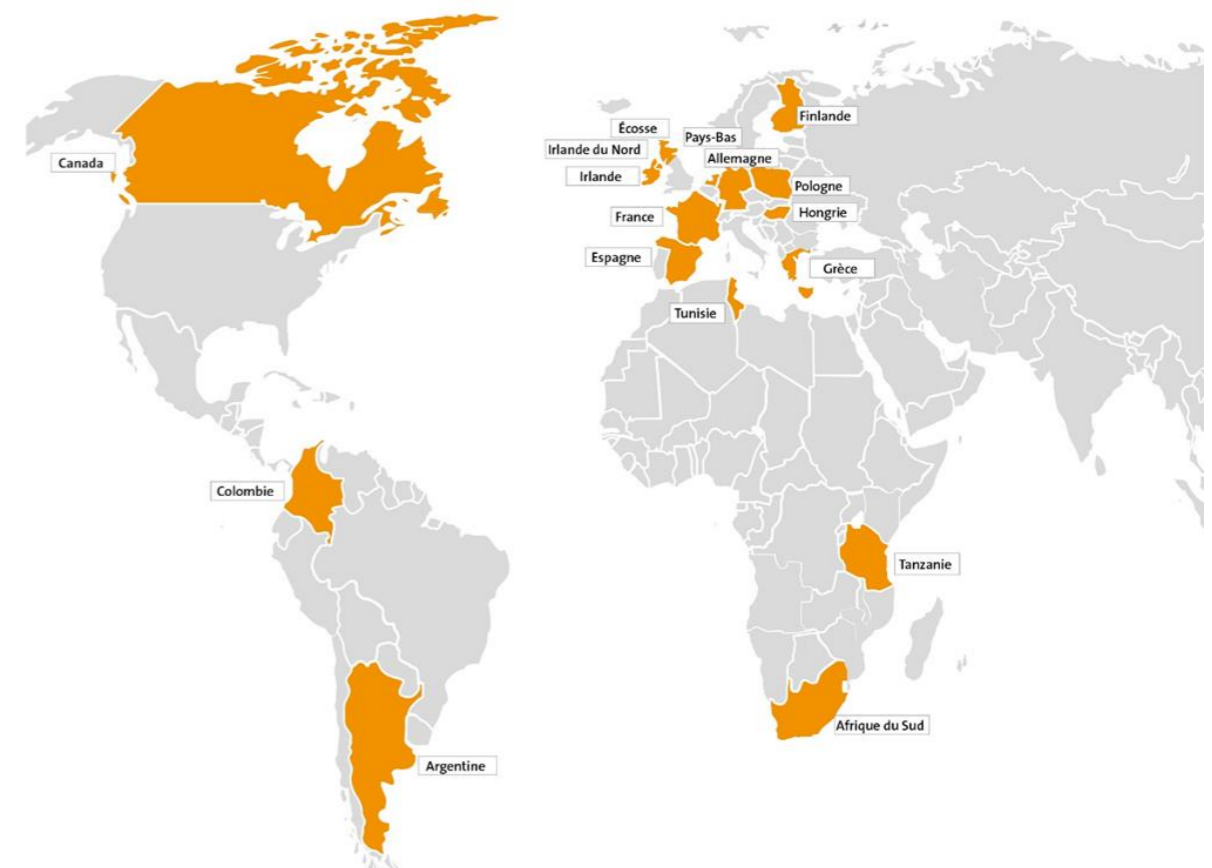 Finlande
Écosse
Pays-Bas
Irlande du Nord
Allemagne
Canada
Irlande
Pologne
France
Hongrie
Espagne
Grèce
Tunisie
Colombie
Tanzanie
Afrique du Sud
Argentine